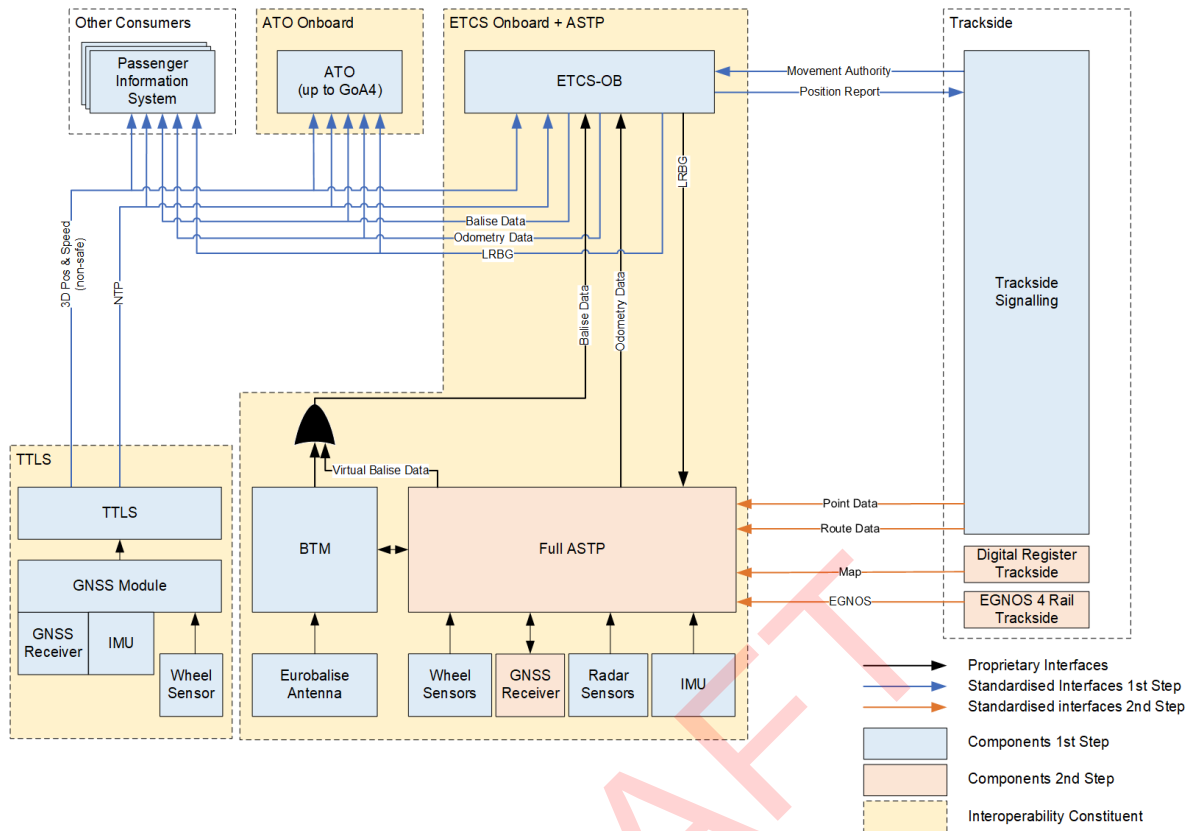 Other Consumers
Passenger
Information
System
ATO Onboard
ATO
(up to GoA4)
ETCS Onboard + ASTP
ETCS-OB
Trackside
Movement Authority
Position Report
Trackside
Signalling
LRBG
Balise Data
Odometry Data
LRBG
3D Pos & Speed
(non-safe)
NTP
Balise Data
Odometry Data
TTLS
TTLS
GNSS Module
GNSS
Receiver
IMU
Wheel
Sensor
Virtual Balise Data
BTM
Full ASTP
Point Data
Route Data
Map
EGNOS
Digital Register
Trackside
EGNOS 4 Rail
Trackside
Eurobalise
Antenna
Wheel
Sensors
GNSS
Receiver
Radar
Sensors
IMU
Proprietary Interfaces
Standardised Interfaces 1st Step
Standardised interfaces 2nd Step
Components 1st Step
Components 2nd Step
Interoperability Constituent